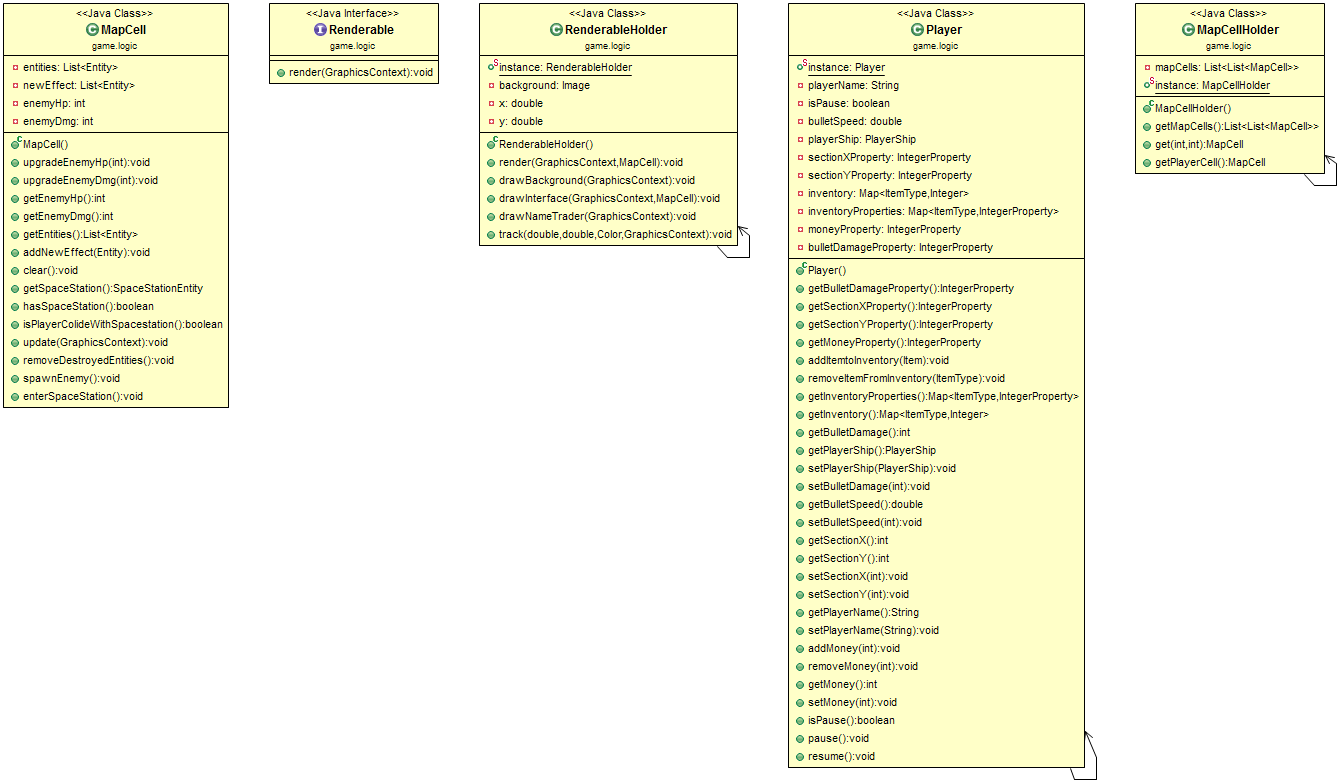 <<Java Class>>
MapCell
game.logic
entities: List<Entity>
newEffect: List<Entity>
enemyHp: int
enemyDmg: int
MapCell()
upgradeEnemyHp(int):void
upgradeEnemyDmg(int):void
getEnemyHp():int
getEnemyDmg():int
getEntities():List<Entity>
addNewEffect(Entity):void
clear():void
getSpaceStation():SpaceStationEntity
hasSpaceStation():boolean
isPlayerColideWithSpacestation():boolean
update(GraphicsContext):void
removeDestroyedEntities():void
spawnEnemy():void
enterSpaceStation():void
<<Java Interface>>
Renderable
game.logic
render(GraphicsContext):void
<<Java Class>>
RenderableHolder
game.logic
instance: RenderableHolder
background: Image
x: double
y: double
RenderableHolder()
render(GraphicsContext,MapCell):void
drawBackground(GraphicsContext):void
drawInterface(GraphicsContext,MapCell):void
drawNameTrader(GraphicsContext):void
track(double,double,Color,GraphicsContext):void
<<Java Class>>
Player
game.logic
instance: Player
playerName: String
isPause: boolean
bulletSpeed: double
playerShip: PlayerShip
sectionXProperty: IntegerProperty
sectionYProperty: IntegerProperty
inventory: Map<ItemType,Integer>
inventoryProperties: Map<ItemType,IntegerProperty>
moneyProperty: IntegerProperty
bulletDamageProperty: IntegerProperty
Player()
getBulletDamageProperty():IntegerProperty
getSectionXProperty():IntegerProperty
getSectionYProperty():IntegerProperty
getMoneyProperty():IntegerProperty
addItemtoInventory(Item):void
removeItemFromInventory(ItemType):void
getInventoryProperties():Map<ItemType,IntegerProperty>
getInventory():Map<ItemType,Integer>
getBulletDamage():int
getPlayerShip():PlayerShip
setPlayerShip(PlayerShip):void
setBulletDamage(int):void
getBulletSpeed():double
setBulletSpeed(int):void
getSectionX():int
getSectionY():int
setSectionX(int):void
setSectionY(int):void
getPlayerName():String
setPlayerName(String):void
addMoney(int):void
removeMoney(int):void
getMoney():int
setMoney(int):void
isPause():boolean
pause():void
resume():void
<<Java Class>>
MapCellHolder
game.logic
mapCells: List<List<MapCell>>
instance: MapCellHolder
MapCellHolder()
getMapCells():List<List<MapCell>>
get(int,int):MapCell
getPlayerCell():MapCell